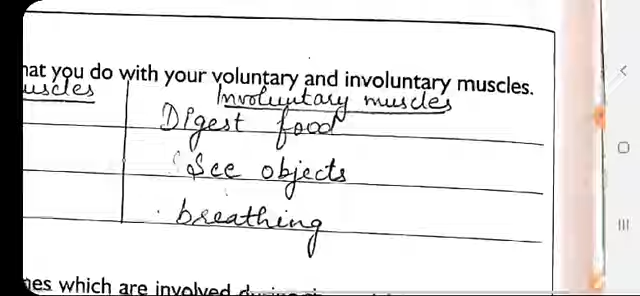 hat you do with your voluntary and involuntary muscles.
uscles Involuntary muscles
Digest food
See objects
breathing
nes which are involved